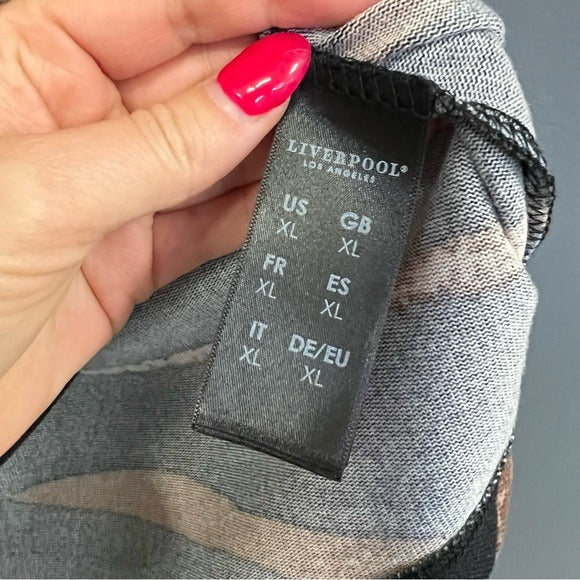 LIVERPOOL®
LOS ANGELES
US GB
XL XL
FR ES
XL XL
IT DE/EU
XL XL